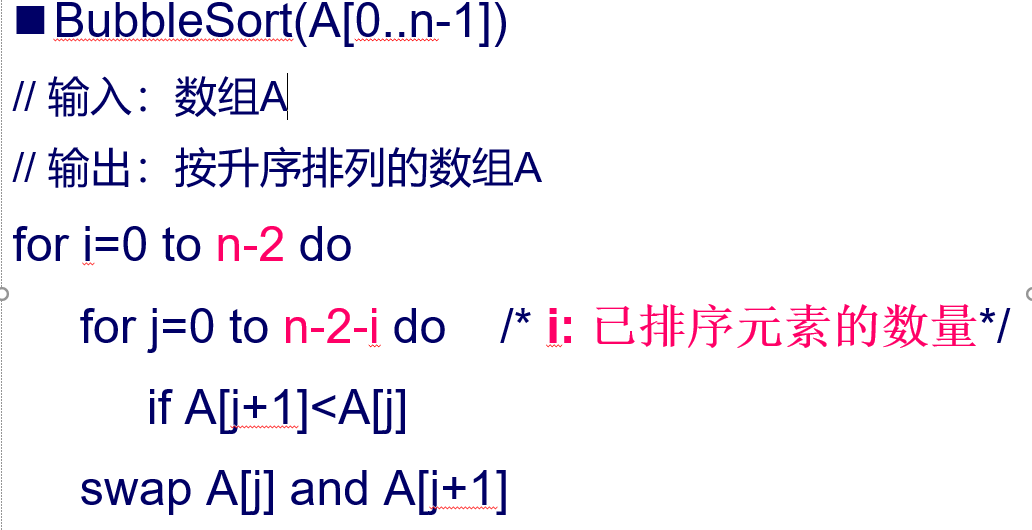 ■BubbleSort(A[0..n-1])
// 输入：数组A
// 输出：按升序排列的数组A
for i=0 to n-2 do
for j=0 to n-2-i do /* i: 已排序元素的数量*/
if A[j+1]<A[j]
swap A[j] and A[j+1]